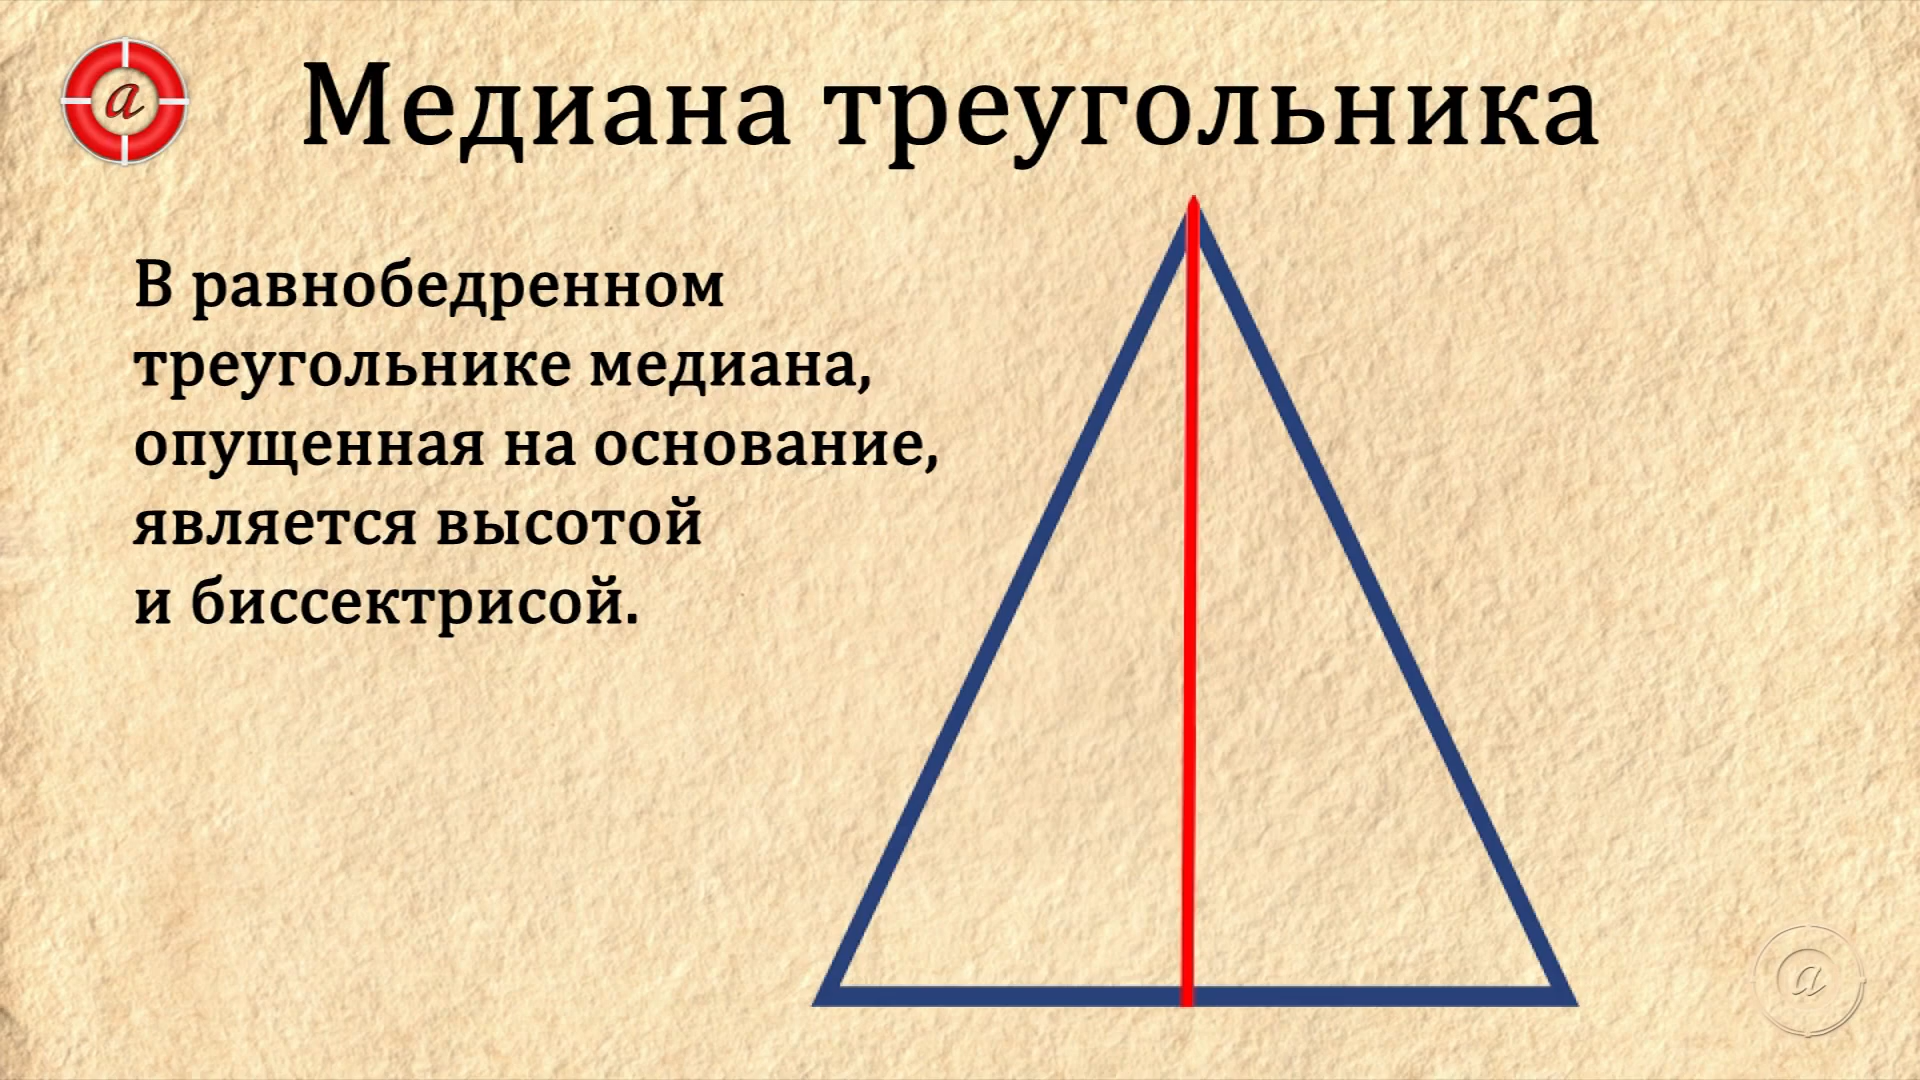 a
Медиана треугольника
В равнобедренном
треугольнике медиана,
опущенная на основание,
является высотой
и биссектрисой.
a